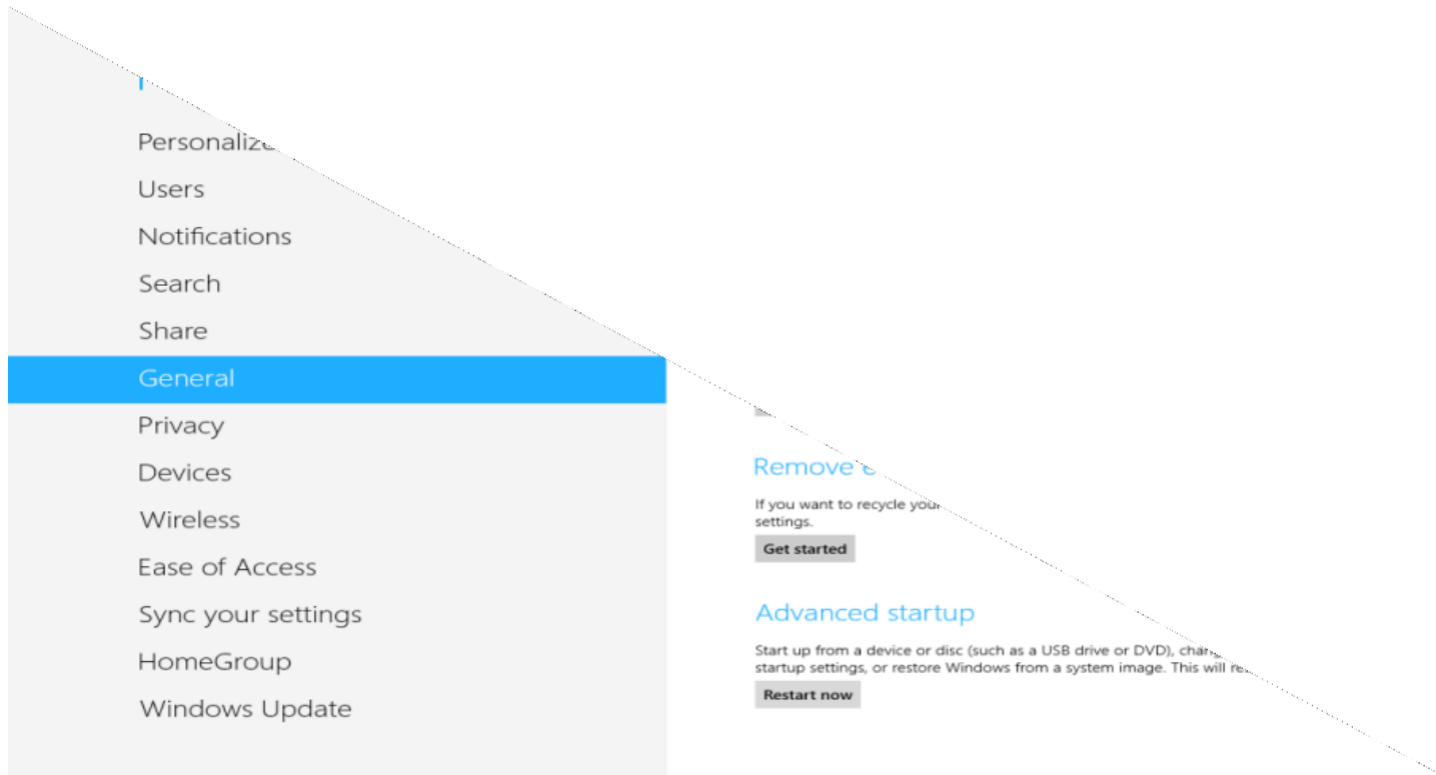 Users
Notifications
Search
Share
General
Privacy
Devices
Wireless
Ease of Access
Sync your settings
HomeGroup
Windows Update
Remove
If you want to recycle your
settings.
Get started
Advanced startup
Start up from a device or disc (such as a USB drive or DVD),
startup settings, or restore Windows from a system image. This will
Restart now